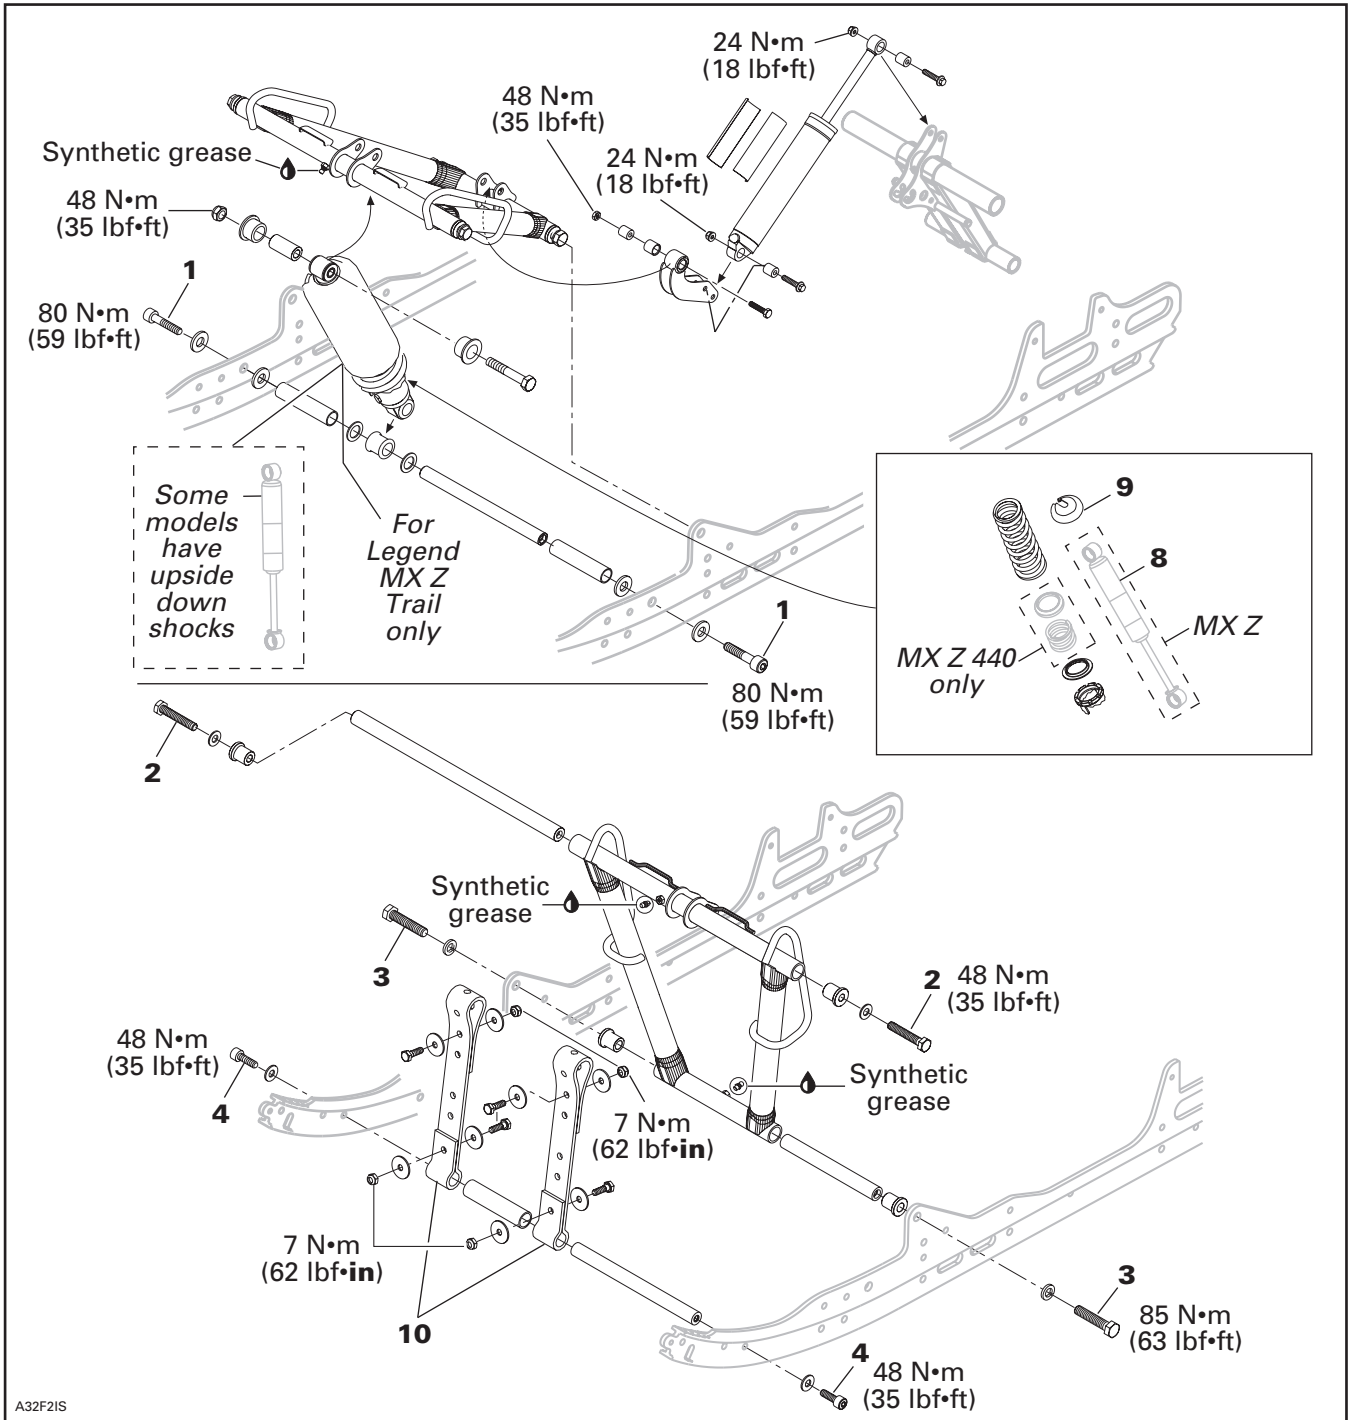 24 N•m
(18 lbf•ft)
48 N•m
(35 lbf•ft)
Synthetic grease
24 N•m
(18 lbf•ft)
48 N•m
(35 lbf•ft)
1
80 N•m
(59 lbf•ft)
Some
models
have
upside
down
shocks
For
Legend
MX Z
Trail
only
9
8
MX Z
MX Z 440
only
1
80 N•m
(59 lbf•ft)
2
Synthetic
grease
3
2 48 N•m
(35 lbf•ft)
48 N•m
(35 lbf•ft)
4
Synthetic
grease
7 N•m
(62 lbf•in)
7 N•m
(62 lbf•in)
10
3
85 N•m
(63 lbf•ft)
4 48 N•m
(35 lbf•ft)
A32F2IS